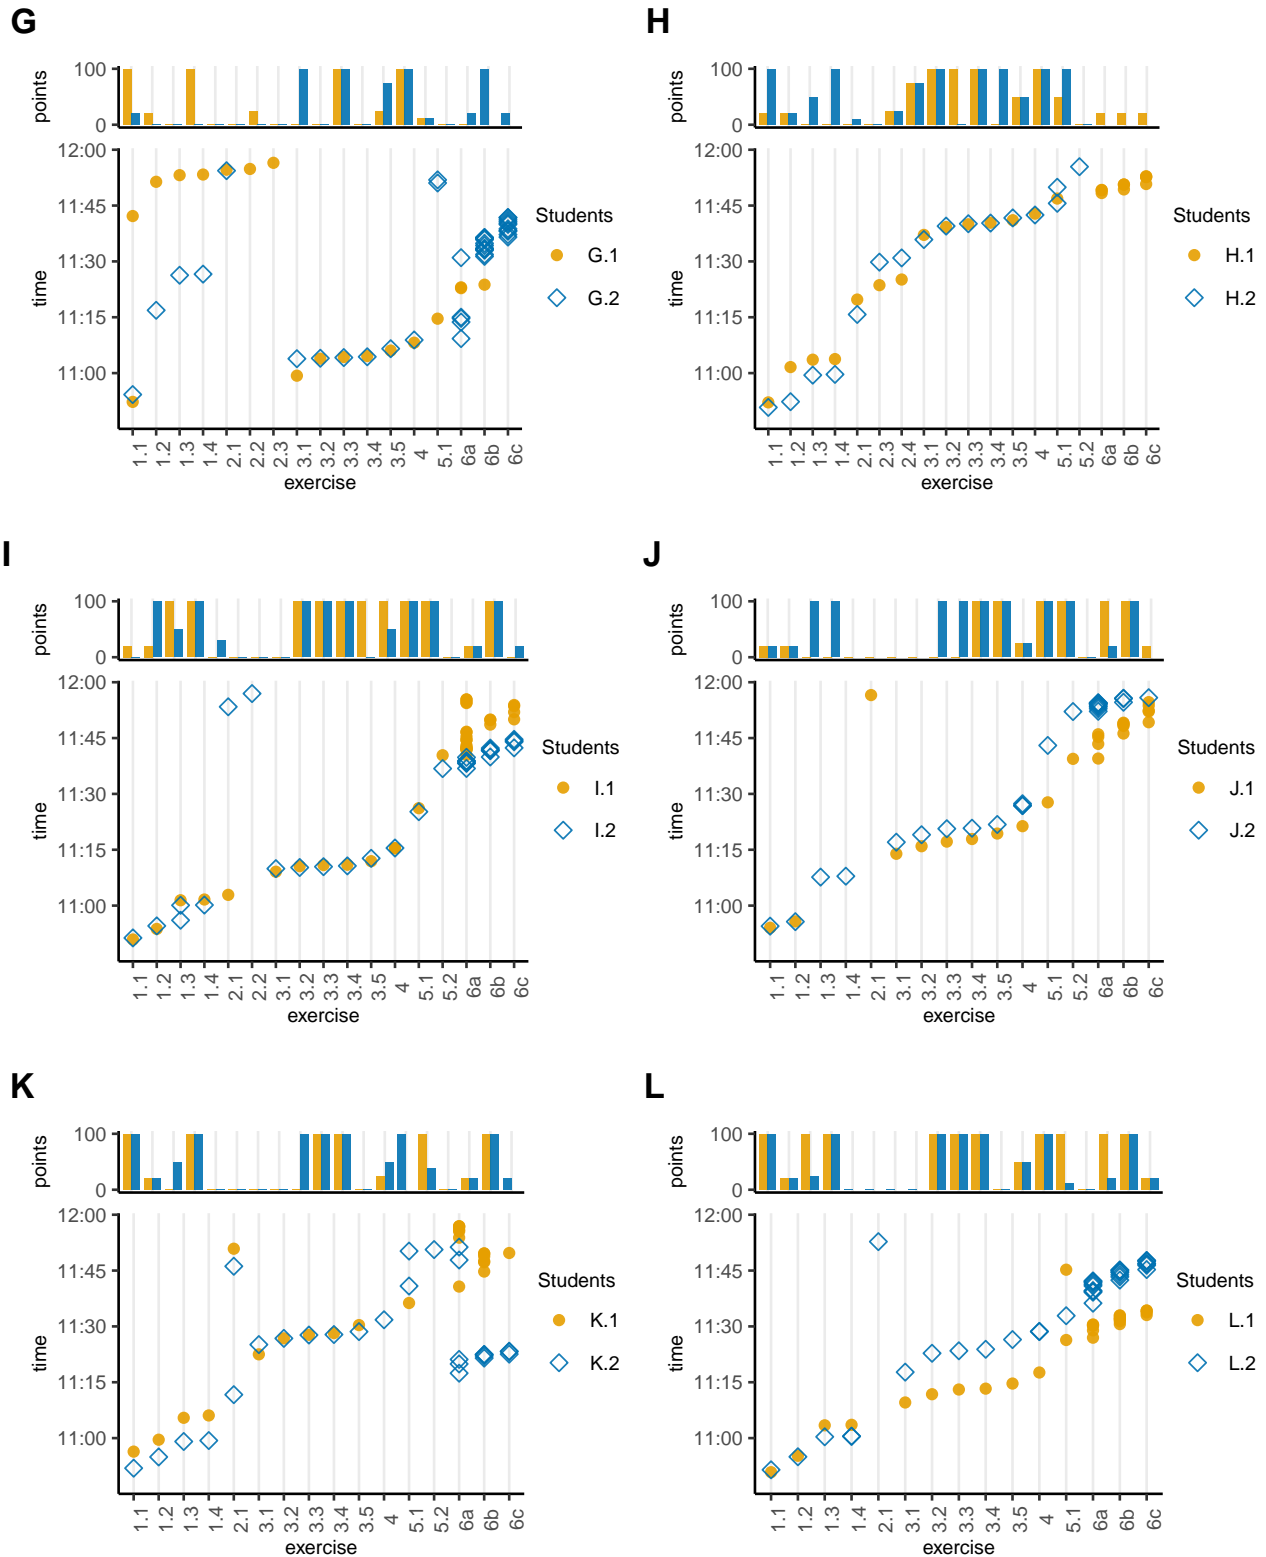 G
H
points
100
0
points
100
0
time
12:00
11:45
11:30
11:15
11:00
Students
G.1
G.2
1.1 1.2 1.3 1.4 2.1 2.2 2.3 3.1 3.2 3.3 3.4 3.5 4 5.1 6a 6b 6c
exercise
time
12:00
11:45
11:30
11:15
11:00
Students
H.1
H.2
1.1 1.2 1.3 1.4 2.1 2.3 2.4 3.1 3.2 3.3 3.4 3.5 4 5.1 5.2 6a 6b 6c
exercise
I
J
points
100
0
points
100
0
time
12:00
11:45
11:30
11:15
11:00
Students
I.1
I.2
1.1 1.2 1.3 1.4 2.1 2.2 3.1 3.2 3.3 3.4 3.5 4 5.1 5.2 6a 6b 6c
exercise
time
12:00
11:45
11:30
11:15
11:00
Students
J.1
J.2
1.1 1.2 1.3 1.4 2.1 3.1 3.2 3.3 3.4 3.5 4 5.1 5.2 6a 6b 6c
exercise
K
L
points
100
0
points
100
0
time
12:00
11:45
11:30
11:15
11:00
Students
K.1
K.2
1.1 1.2 1.3 1.4 2.1 3.1 3.2 3.3 3.4 3.5 4 5.1 5.2 6a 6b 6c
exercise
time
12:00
11:45
11:30
11:15
11:00
Students
L.1
L.2
1.1 1.2 1.3 1.4 2.1 3.1 3.2 3.3 3.4 3.5 4 5.1 6a 6b 6c
exercise